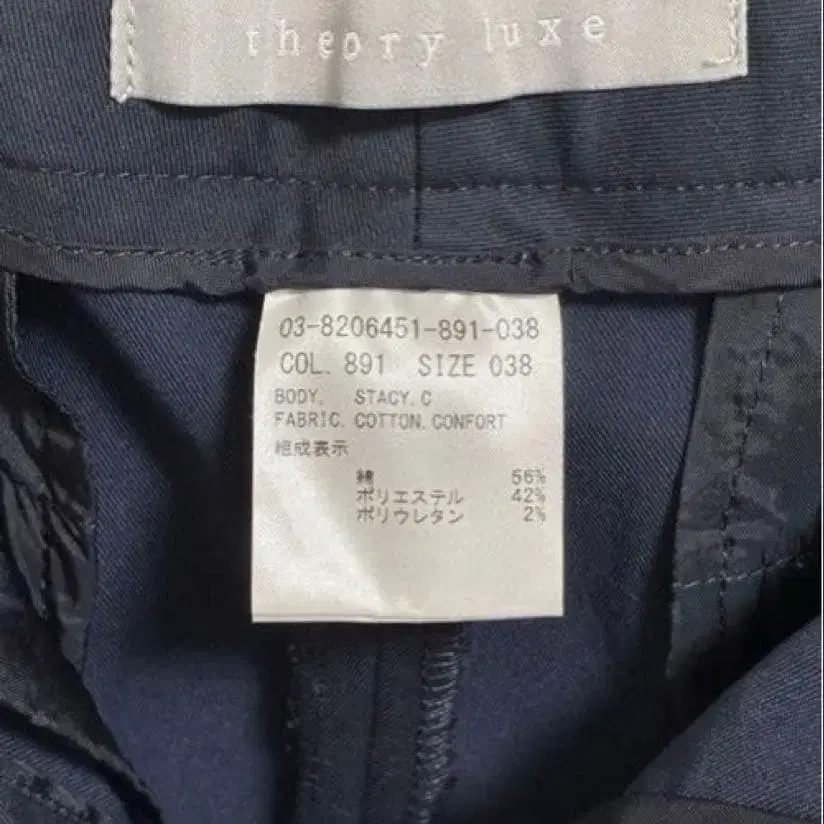 theory luxe
03-8206451-891-038
COL. 891 SIZE 038
BODY. STACY.C
FABRIC. COTTON.CONFORT
組成表示
綿 56%
ポリエステル 42%
ポリウレタン 2%